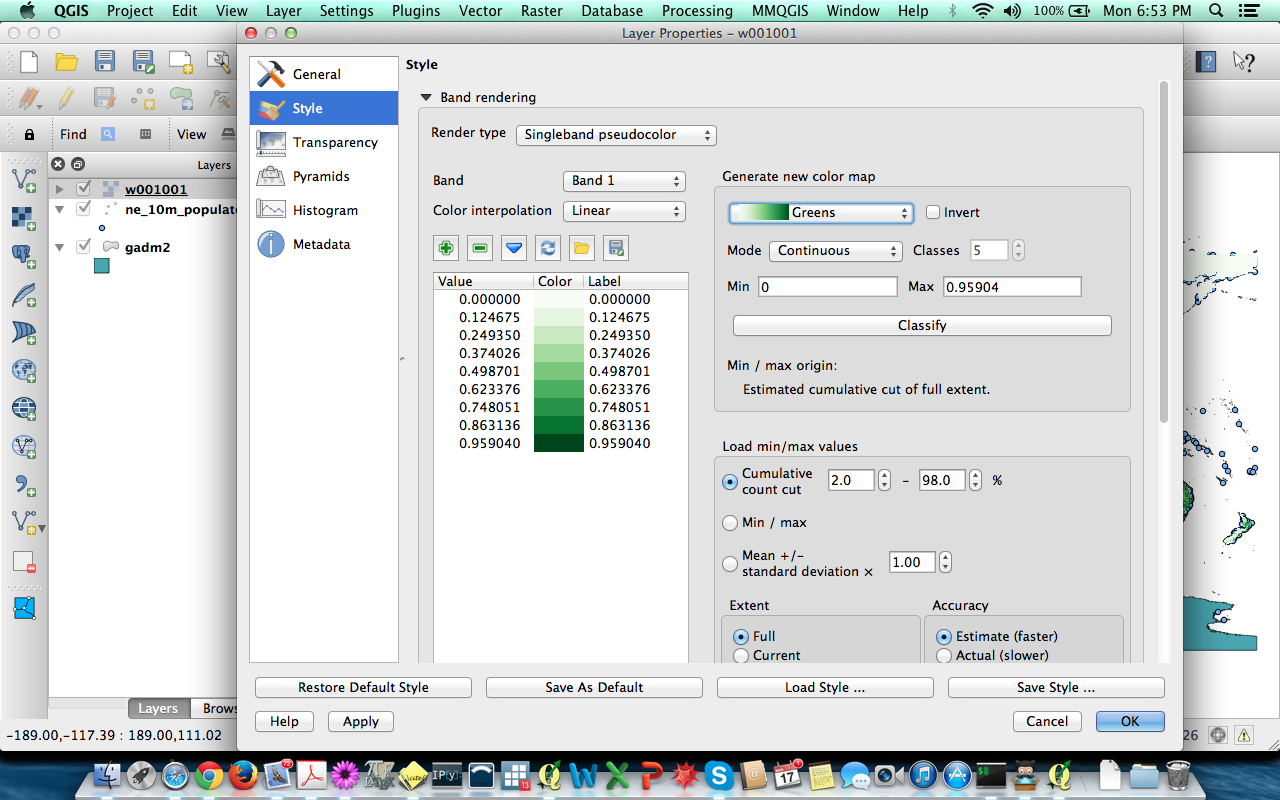 QGIS Project Edit View Layer Settings Plugins Vector Raster Database Processing MMQGIS Window Help 100% Mon 6:53 PM
Layer Properties - w001001
General
Style
Transparency
Pyramids
Histogram
Metadata
Find
View
Layers
w001001
ne_10m_populat
gadm2
Layers
Brows
-189.00,-117.39 : 189.00,111.02
Style
Band rendering
Render type Singleband pseudocolor
Band Band 1
Color interpolation Linear
Value Color Label
0.000000 0.000000
0.124675 0.124675
0.249350 0.249350
0.374026 0.374026
0.498701 0.498701
0.623376 0.623376
0.748051 0.748051
0.863136 0.863136
0.959040 0.959040
Generate new color map
Greens Invert
Mode Continuous Classes 5
Min 0 Max 0.95904
Classify
Min / max origin:
Estimated cumulative cut of full extent.
Load min/max values
Cumulative
count cut 2.0 - 98.0 %
Min / max
Mean +/-
standard deviation × 1.00
Extent
Full
Current
Accuracy
Estimate (faster)
Actual (slower)
Restore Default Style Save As Default Load Style ... Save Style ...
Help Apply Cancel OK
26
IP[y]:
13
17